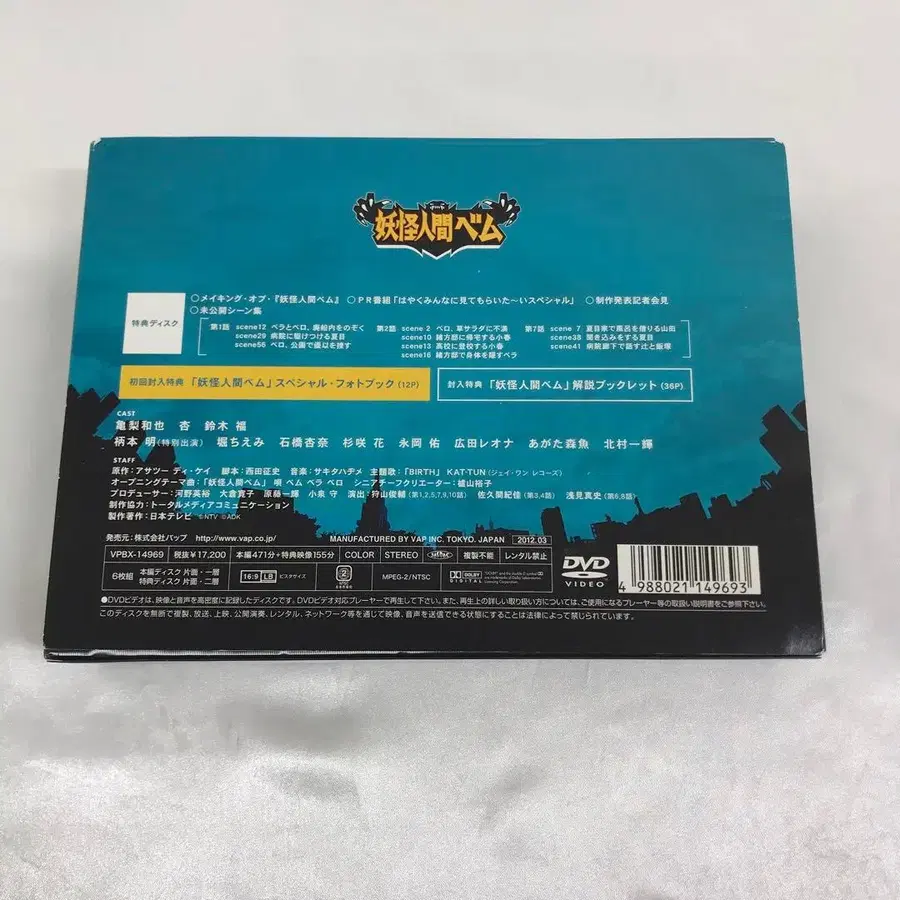 妖怪人間ベム
特典ディスク
○メイキング・オブ・『妖怪人間ベム』 ○PR番組「はやくみんなに見てもらいた〜いスペシャル」 ○制作発表記者会見
○未公開シーン集
第1話 scene12 ベラとベロ、廃船内をのぞく 第2話 scene 2 ベロ、草サラダに不満 第7話 scene 7 夏目家で風呂を借りる山田
scene29 病院に駆けつける夏目 scene10 緒方邸に帰宅する小春 scene38 聞き込みをする夏目
scene56 ベロ、公園で優以を捜す scene13 高校に登校する小春 scene41 病院廊下で話す辻と飯塚
scene16 緒方邸で身体を隠すベラ
初回封入特典 「妖怪人間ベム」スペシャル・フォトブック (12P) 封入特典 「妖怪人間ベム」解説ブックレット (36P)
CAST
亀梨和也 杏 鈴木 福
柄本 明(特別出演) 堀ちえみ 石橋杏奈 杉咲 花 永岡 佑 広田レオナ あがた森魚 北村一輝
STAFF
原作:アサツー ディ・ケイ 脚本:西田征史 音楽:サキタハヂメ 主題歌:「BIRTH」KAT-TUN(ジェイ・ワン レコーズ)
オープニングテーマ曲:「妖怪人間ベム」 唄 ベム ベラ ベロ シニアチーフクリエーター:櫨山裕子
プロデューサー:河野英裕 大倉寛子 原藤一輝 小泉 守 演出:狩山俊輔(第1,2,5,7,9,10話) 佐久間紀佳(第3,4話) 浅見真史(第6,8話)
制作協力:トータルメディアコミュニケーション
製作著作:日本テレビ ©NTV ©ADK
発売元:株式会社バップ http://www.vap.co.jp/ MANUFACTURED BY VAP INC. TOKYO. JAPAN 2012.03
VPBX-14969 税抜¥17,200 本編471分+特典映像155分 COLOR STEREO 複製不能 レンタル禁止
6枚組 本編ディスク 片面・一層 16:9 LB ビスタサイズ 2 MPEG-2/NTSC DOLBY DIGITAL
特典ディスク 片面・二層
DVD VIDEO
4 988021 149693
●DVDビデオは、映像と音声を高密度に記録したディスクです。DVDビデオ対応プレーヤーで再生して下さい。また、再生上の詳しい取り扱い方については、ご使用になるプレーヤー等の取扱い説明書をご参照下さい。
このディスクを無断で複製、放送、上映、公開演奏、レンタル、ネットワーク等を通じて映像、音声を送信できる状態にすることは法律によって禁じられています。